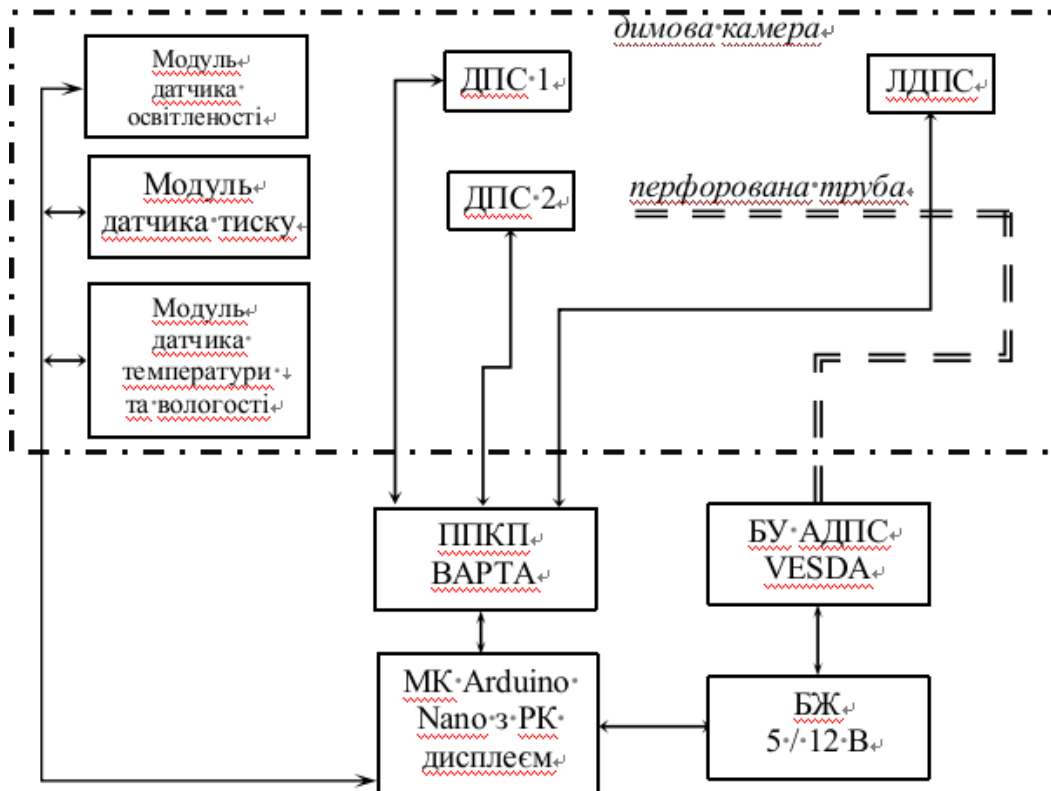 димова камера
Модуль
датчика
освітленості
ДПС 1
ЛДПС
Модуль
датчика тиску
ДПС 2
перфорована труба
Модуль
датчика
температури
та вологості
ППКП
ВАРТА
БУ АДПС
VESDA
МК Arduino
Nano з РК
дисплеєм
БЖ
5 / 12 В